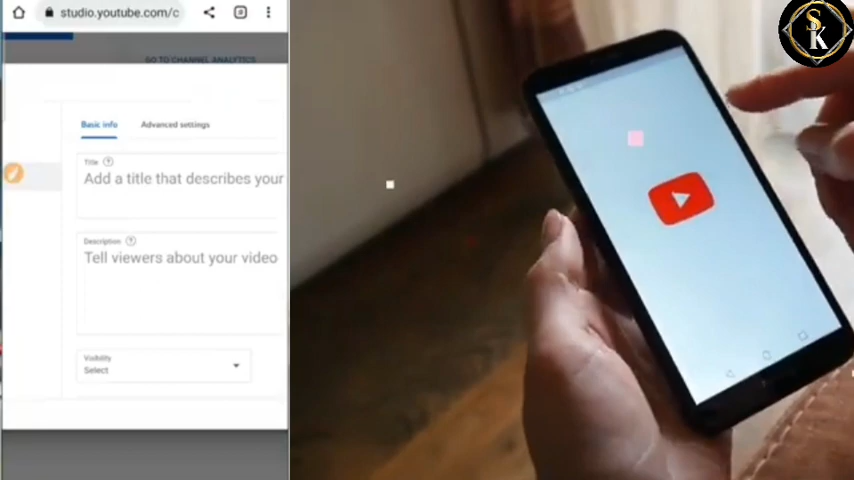 studio.youtube.com/c
GO TO CHANNEL ANALYTICS
Basic info
Advanced settings
Title
Add a title that describes your
Description
Tell viewers about your video
Visibility
Select
S
K